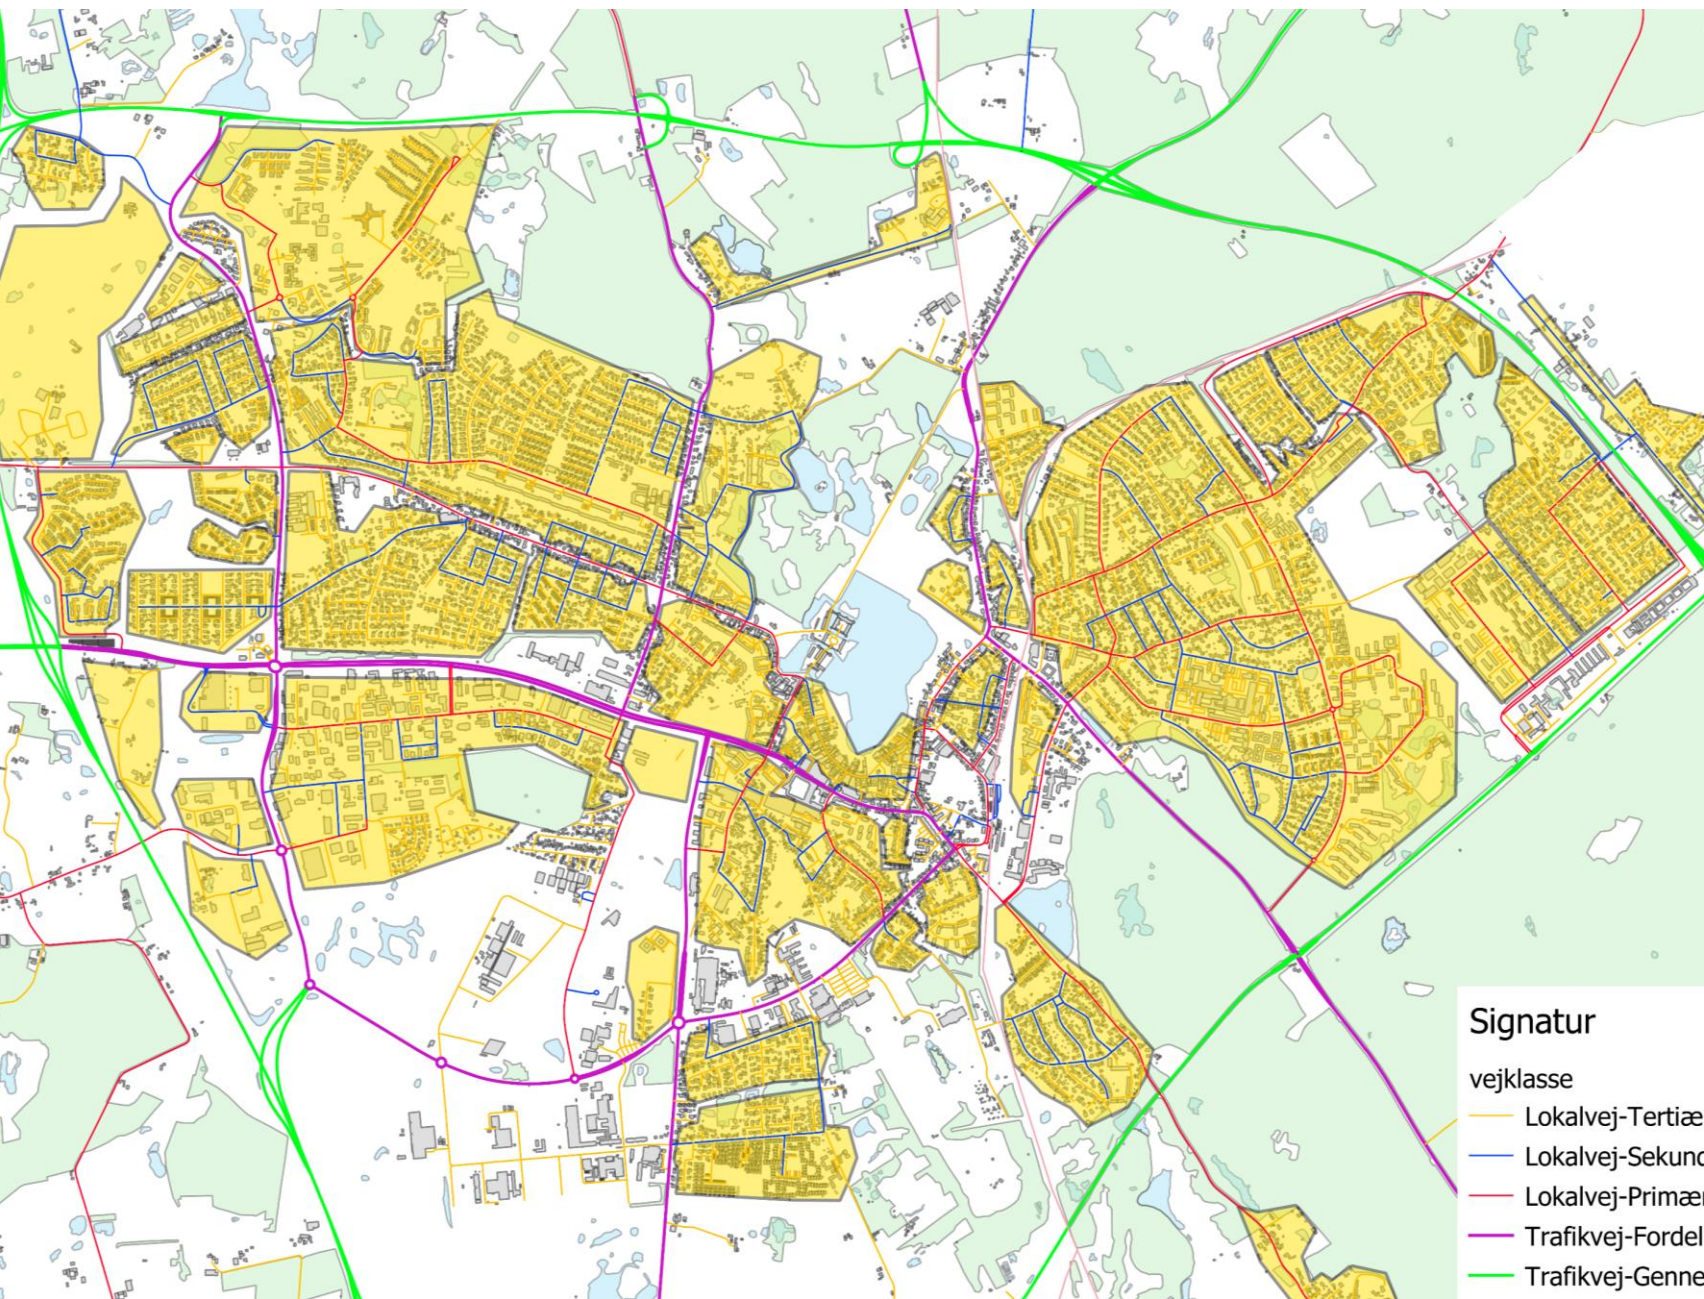 Signatur
vejklasse
Lokalvej-Tertiæ
Lokalvej-Sekund
Lokalvej-Primær
Trafikvej-Fordel
Trafikvej-Genne